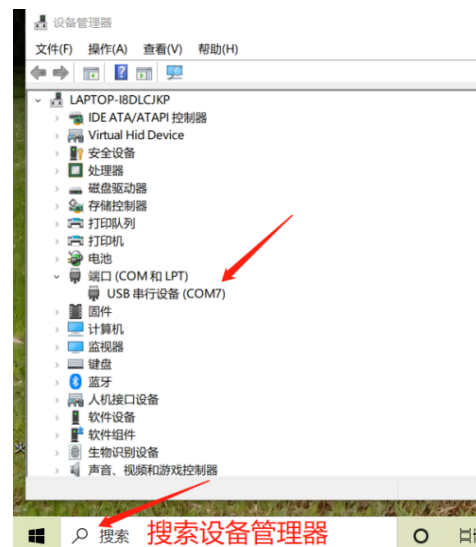 设备管理器
文件(F) 操作(A) 查看(V) 帮助(H)
LAPTOP-I8DLCJKP
IDE ATA/ATAPI 控制器
Virtual Hid Device
安全设备
处理器
磁盘驱动器
存储控制器
打印队列
打印机
电池
端口 (COM 和 LPT)
USB 串行设备 (COM7)
固件
计算机
监视器
键盘
蓝牙
人机接口设备
软件设备
软件组件
生物识别设备
声音、视频和游戏控制器
火
搜索 搜索设备管理器